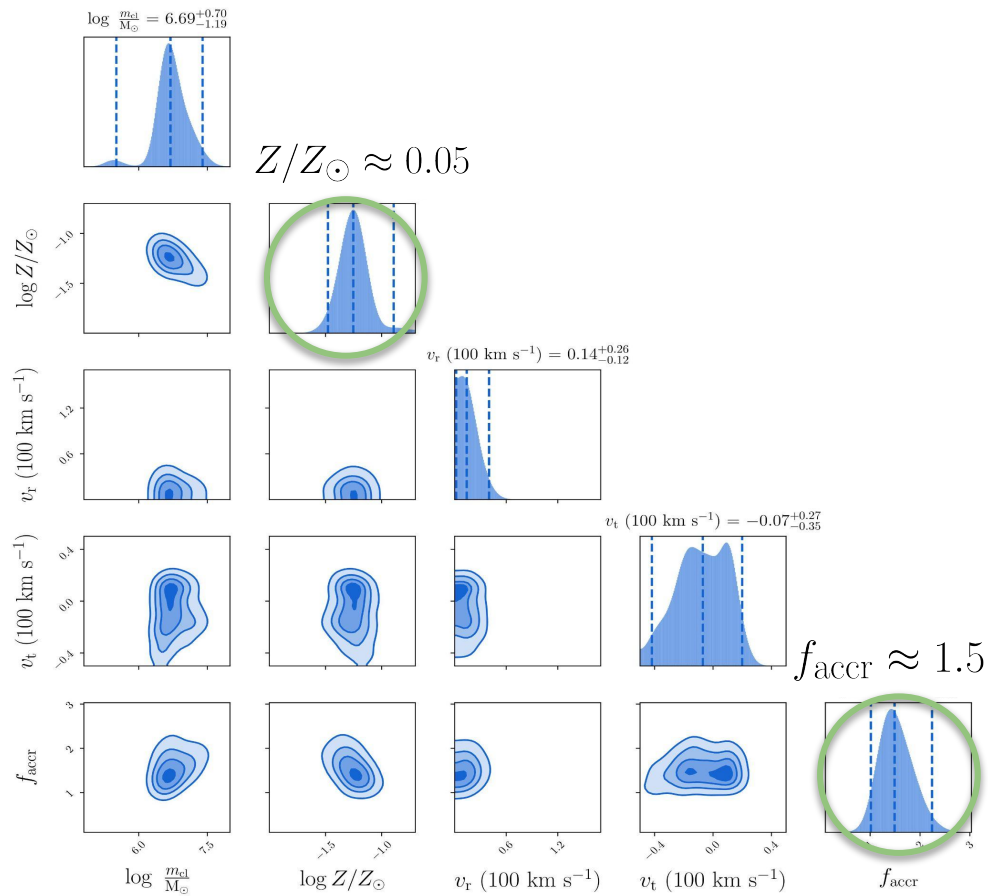 log m_cl/M_⊙ = 6.69^{+0.70}_{-1.19}
Z/Z_⊙ ≈ 0.05
log Z/Z_⊙
−1.0
−1.5
v_r (100 km s^{−1}) = 0.14^{+0.26}_{−0.12}
v_r (100 km s^{−1})
1.2
0.6
v_t (100 km s^{−1}) = −0.07^{+0.27}_{−0.35}
v_t (100 km s^{−1})
0.4
0.0
−0.4
f_accr ≈ 1.5
f_accr
3
2
1
6.0 7.5 −1.5 −1.0 0.6 1.2 −0.4 0.0 0.4 2 3
log m_cl/M_⊙ log Z/Z_⊙ v_r (100 km s^{−1}) v_t (100 km s^{−1}) f_accr